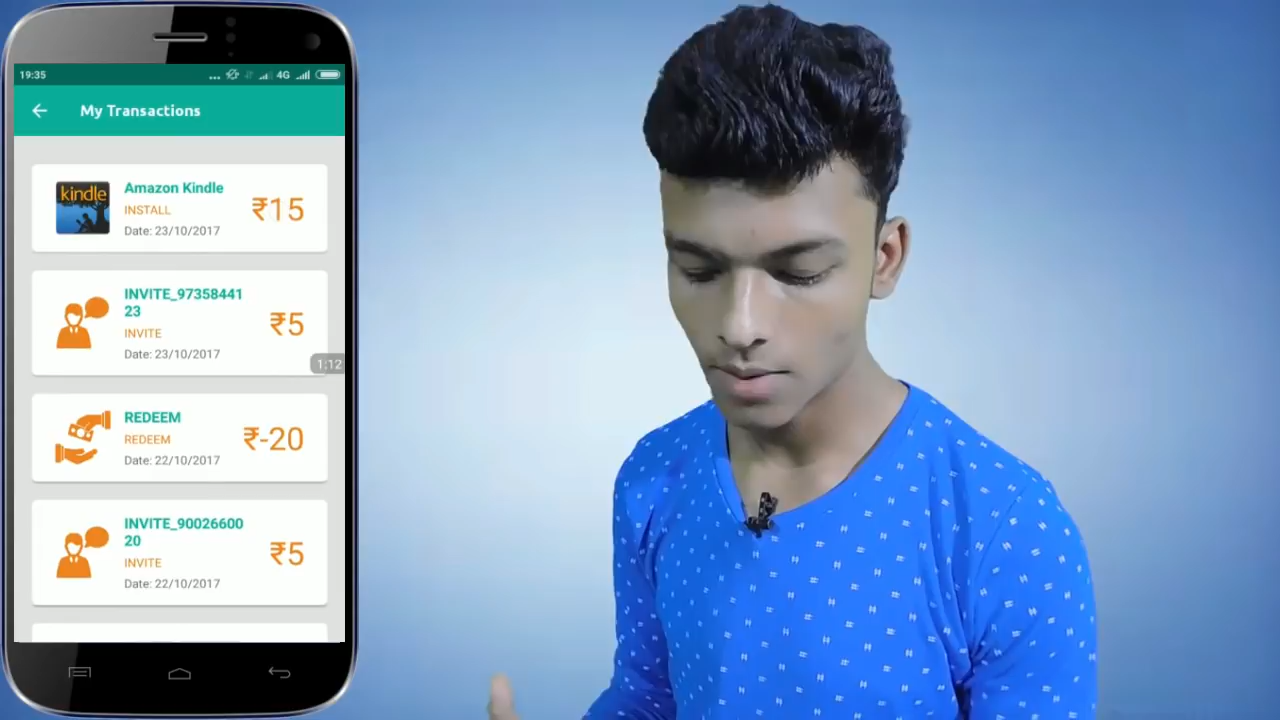 19:35
... 4G
My Transactions
kindle
Amazon Kindle
INSTALL
₹15
Date: 23/10/2017
INVITE_97358441
23
₹5
INVITE
Date: 23/10/2017
1:12
REDEEM
REDEEM
₹-20
Date: 22/10/2017
INVITE_90026600
20
₹5
INVITE
Date: 22/10/2017